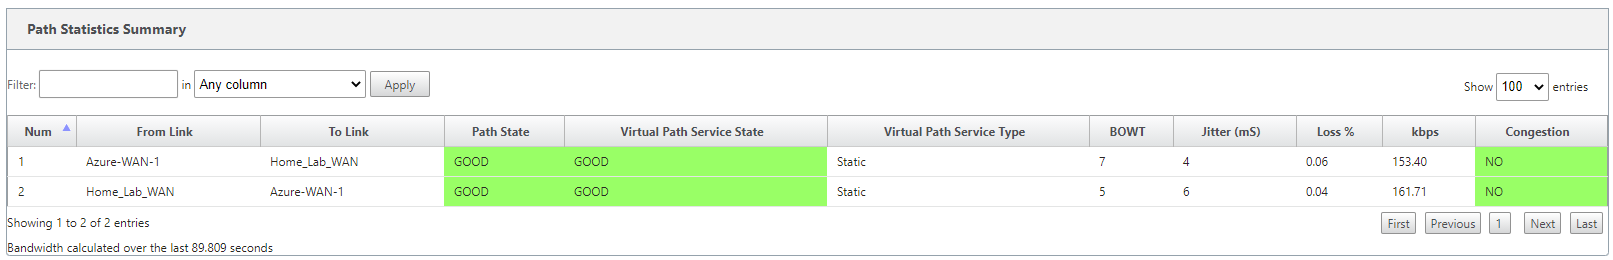 Path Statistics Summary
Filter: in Any column Apply Show 100 entries
Num From Link To Link Path State Virtual Path Service State Virtual Path Service Type BOWT Jitter (mS) Loss % kbps Congestion
1 Azure-WAN-1 Home_Lab_WAN GOOD GOOD Static 7 4 0.06 153.40 NO
2 Home_Lab_WAN Azure-WAN-1 GOOD GOOD Static 5 6 0.04 161.71 NO
Showing 1 to 2 of 2 entries First Previous 1 Next Last
Bandwidth calculated over the last 89.809 seconds